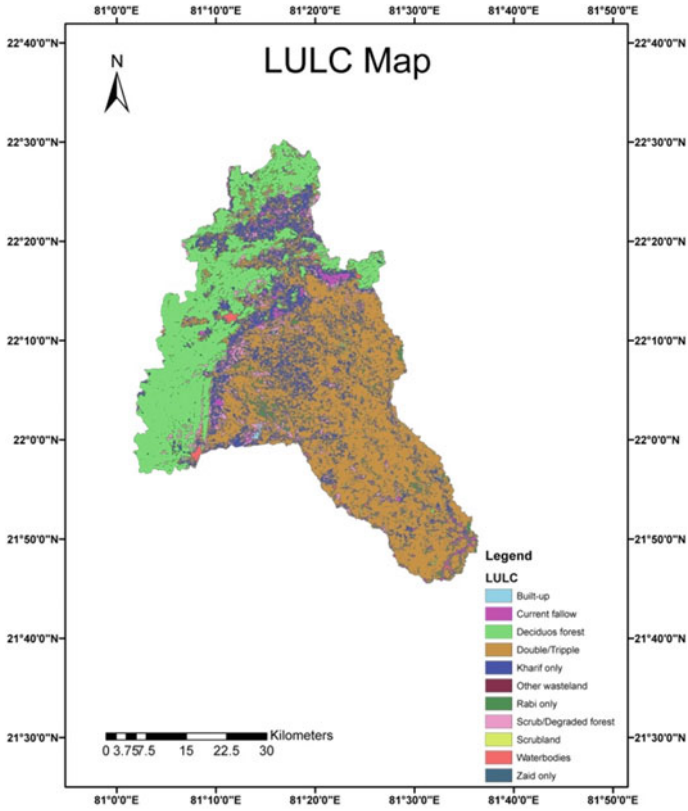 81°0'0"E 81°10'0"E 81°20'0"E 81°30'0"E 81°40'0"E 81°50'0"E
22°40'0"N 22°40'0"N
LULC Map
N
22°30'0"N 22°30'0"N
22°20'0"N 22°20'0"N
22°10'0"N 22°10'0"N
22°0'0"N 22°0'0"N
21°50'0"N 21°50'0"N
Legend
LULC
Built-up
Current fallow
Deciduos forest
Double/Tripple
Kharif only
Other wasteland
Rabi only
Scrub/Degraded forest
Scrubland
Waterbodies
Zaid only
21°40'0"N 21°40'0"N
21°30'0"N 21°30'0"N
Kilometers
0 3.75 7.5 15 22.5 30
81°0'0"E 81°10'0"E 81°20'0"E 81°30'0"E 81°40'0"E 81°50'0"E